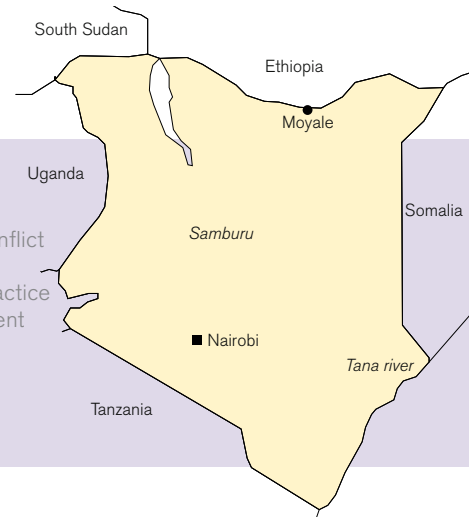 South Sudan
Ethiopia
Moyale
Uganda
Somalia
Samburu
nflict
actice
ent
Nairobi
Tana river
Tanzania